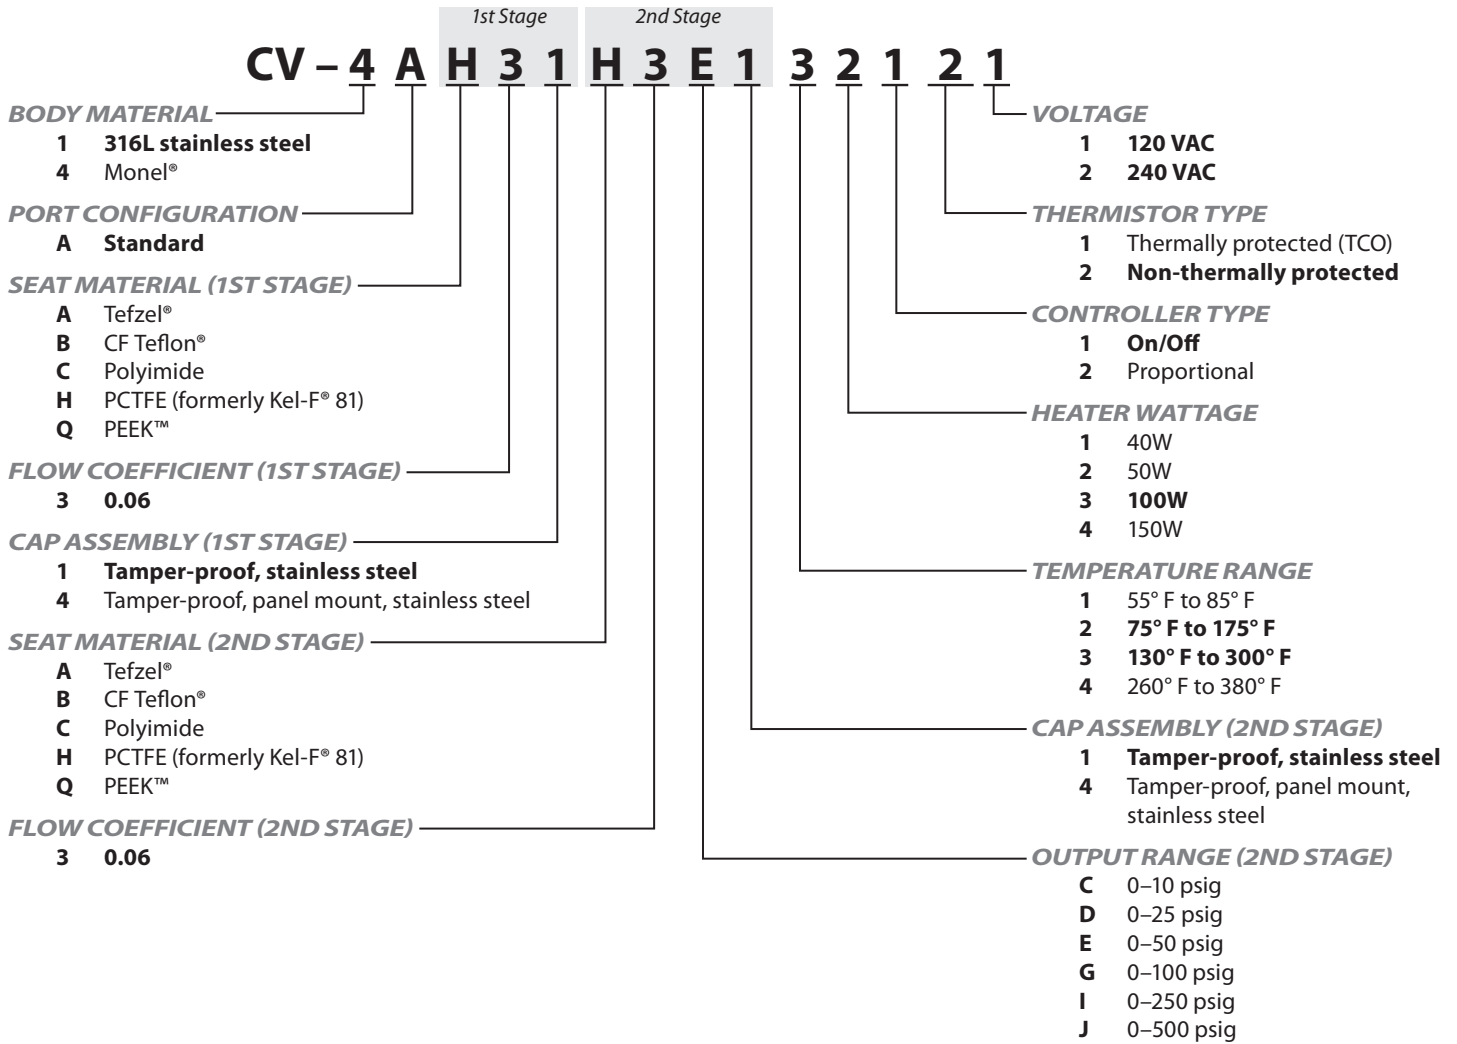 1st Stage 2nd Stage
CV – 4 A H 3 1 H 3 E 1 3 2 1 2 1
BODY MATERIAL
1 316L stainless steel
4 Monel®
PORT CONFIGURATION
A Standard
SEAT MATERIAL (1ST STAGE)
A Tefzel®
B CF Teflon®
C Polyimide
H PCTFE (formerly Kel-F® 81)
Q PEEK™
FLOW COEFFICIENT (1ST STAGE)
3 0.06
CAP ASSEMBLY (1ST STAGE)
1 Tamper-proof, stainless steel
4 Tamper-proof, panel mount, stainless steel
SEAT MATERIAL (2ND STAGE)
A Tefzel®
B CF Teflon®
C Polyimide
H PCTFE (formerly Kel-F® 81)
Q PEEK™
FLOW COEFFICIENT (2ND STAGE)
3 0.06
VOLTAGE
1 120 VAC
2 240 VAC
THERMISTOR TYPE
1 Thermally protected (TCO)
2 Non-thermally protected
CONTROLLER TYPE
1 On/Off
2 Proportional
HEATER WATTAGE
1 40W
2 50W
3 100W
4 150W
TEMPERATURE RANGE
1 55° F to 85° F
2 75° F to 175° F
3 130° F to 300° F
4 260° F to 380° F
CAP ASSEMBLY (2ND STAGE)
1 Tamper-proof, stainless steel
4 Tamper-proof, panel mount,
stainless steel
OUTPUT RANGE (2ND STAGE)
C 0–10 psig
D 0–25 psig
E 0–50 psig
G 0–100 psig
I 0–250 psig
J 0–500 psig